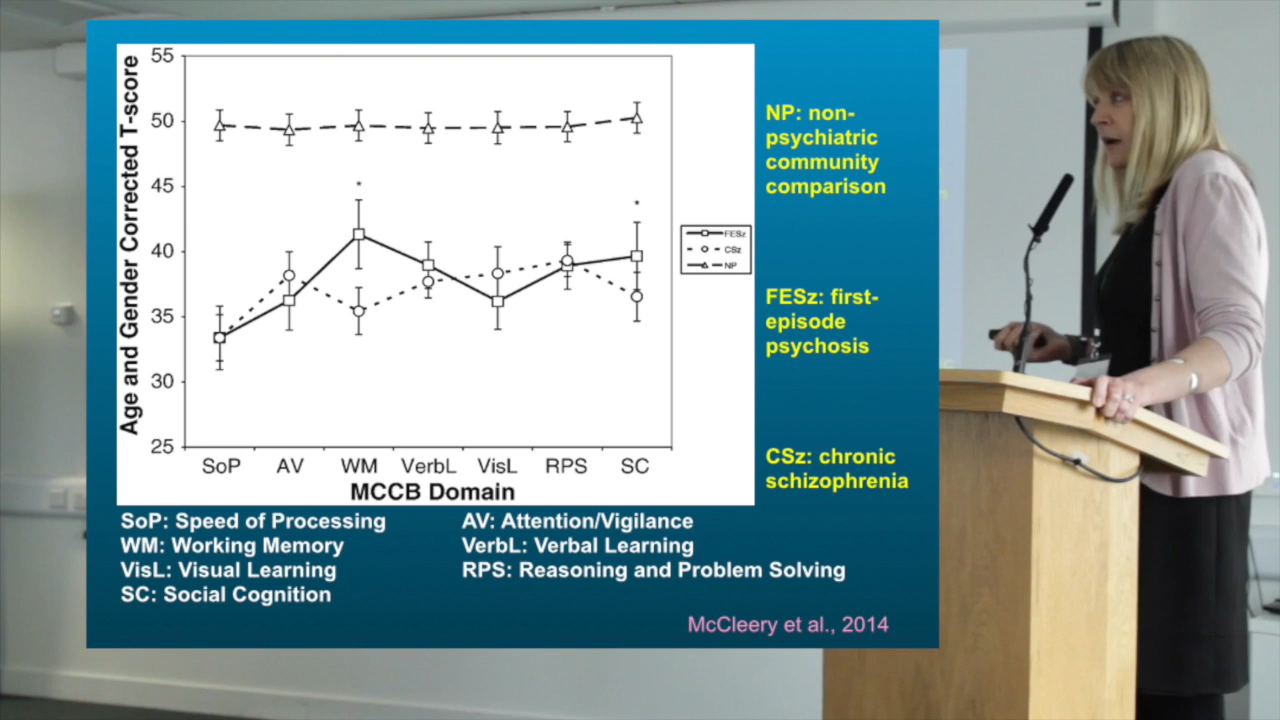 Age and Gender Corrected T-score
55
50
45
40
35
30
25
*
*
SoP AV WM VerbL VisL RPS SC
MCCB Domain
FESz
CSz
NP
NP: non-
psychiatric
community
comparison
FESz: first-
episode
psychosis
CSz: chronic
schizophrenia
SoP: Speed of Processing AV: Attention/Vigilance
WM: Working Memory VerbL: Verbal Learning
VisL: Visual Learning RPS: Reasoning and Problem Solving
SC: Social Cognition
McCleery et al., 2014